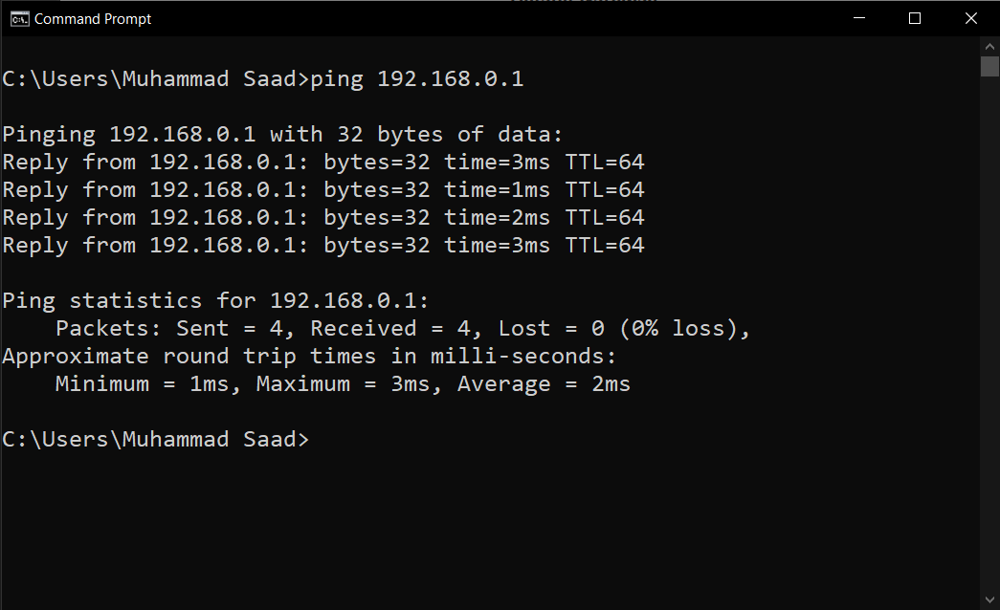 Command Prompt
C:\Users\Muhammad Saad>ping 192.168.0.1
Pinging 192.168.0.1 with 32 bytes of data:
Reply from 192.168.0.1: bytes=32 time=3ms TTL=64
Reply from 192.168.0.1: bytes=32 time=1ms TTL=64
Reply from 192.168.0.1: bytes=32 time=2ms TTL=64
Reply from 192.168.0.1: bytes=32 time=3ms TTL=64
Ping statistics for 192.168.0.1:
    Packets: Sent = 4, Received = 4, Lost = 0 (0% loss),
Approximate round trip times in milli-seconds:
    Minimum = 1ms, Maximum = 3ms, Average = 2ms
C:\Users\Muhammad Saad>